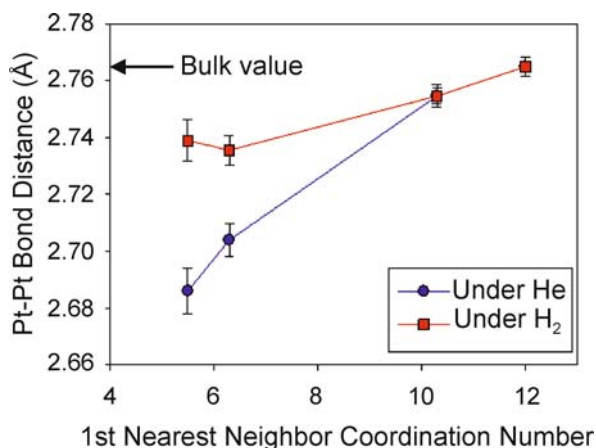 2.78
2.76
2.74
2.72
2.70
2.68
2.66
Pt-Pt Bond Distance (Å)
Bulk value
Under He
Under H₂
4 6 8 10 12
1st Nearest Neighbor Coordination Number